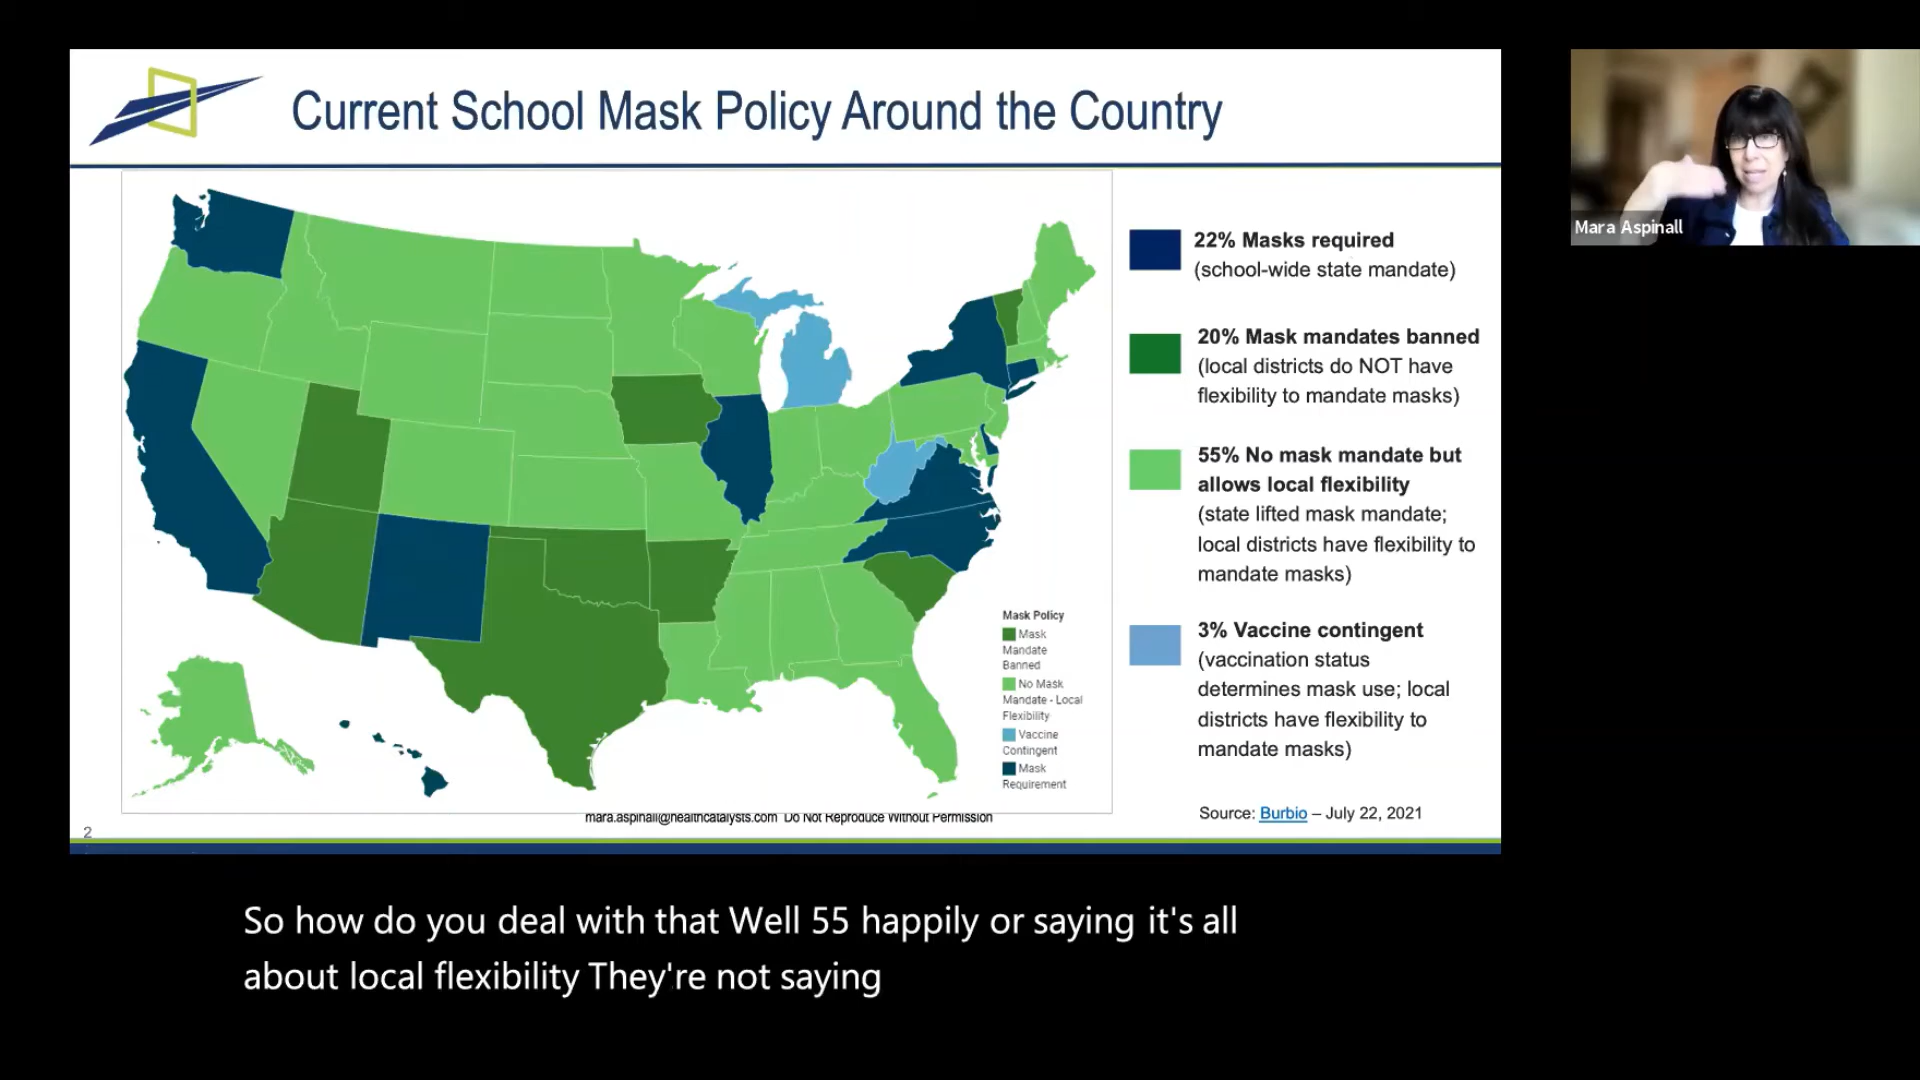 Current School Mask Policy Around the Country
Mara Aspinall
22% Masks required
(school-wide state mandate)
20% Mask mandates banned
(local districts do NOT have
flexibility to mandate masks)
55% No mask mandate but
allows local flexibility
(state lifted mask mandate;
local districts have flexibility to
mandate masks)
3% Vaccine contingent
(vaccination status
determines mask use; local
districts have flexibility to
mandate masks)
Mask Policy
Mask
Mandate
Banned
No Mask
Mandate - Local
Flexibility
Vaccine
Contingent
Mask
Requirement
Source: Burbio – July 22, 2021
mara.aspinall@healthcatalysts.com Do Not Reproduce Without Permission
2
So how do you deal with that Well 55 happily or saying it's all
about local flexibility They're not saying